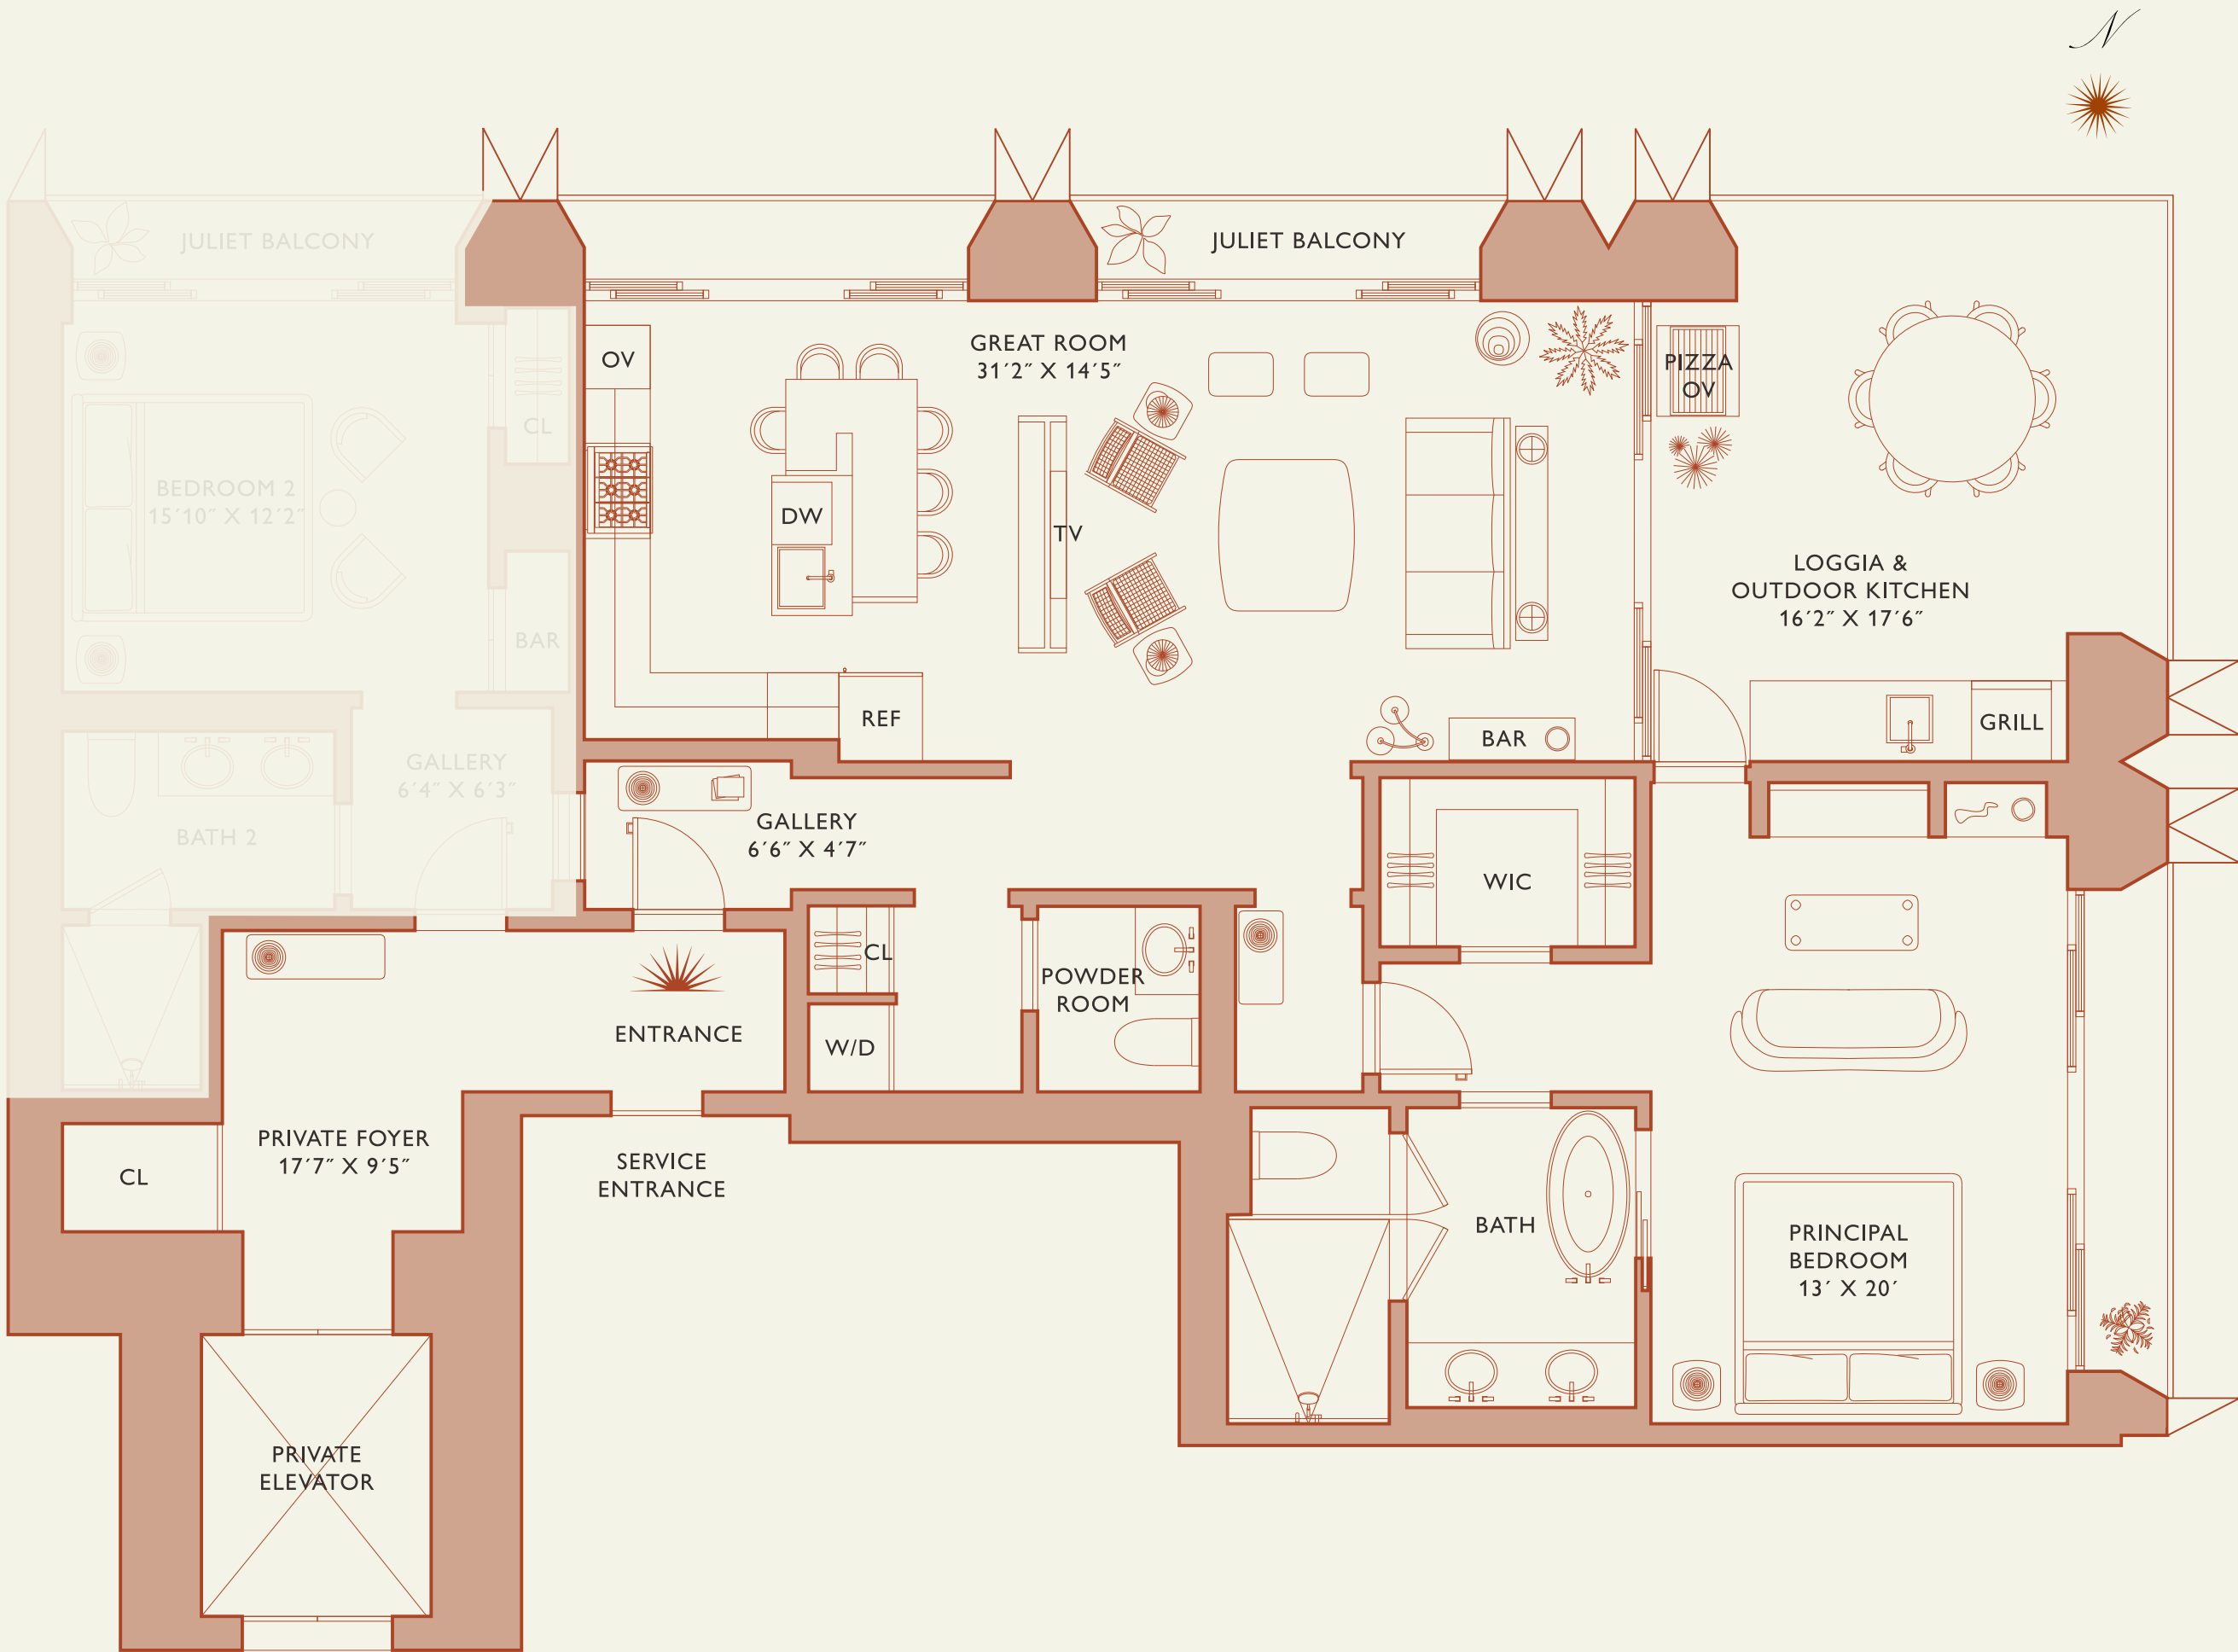 N
JULIET BALCONY
JULIET BALCONY
GREAT ROOM
31´2˝ X 14´5˝
OV
PIZZA
OV
CL
BEDROOM 2
15´10˝ X 12´2˝
DW
TV
LOGGIA &
OUTDOOR KITCHEN
16´2˝ X 17´6˝
BAR
REF
BAR
GRILL
GALLERY
6´4˝ X 6´3˝
BATH 2
GALLERY
6´6˝ X 4´7˝
WIC
CL
POWDER
ROOM
ENTRANCE
W/D
PRIVATE FOYER
17´7˝ X 9´5˝
CL
SERVICE
ENTRANCE
BATH
PRINCIPAL
BEDROOM
13´ X 20´
PRIVATE
ELEVATOR